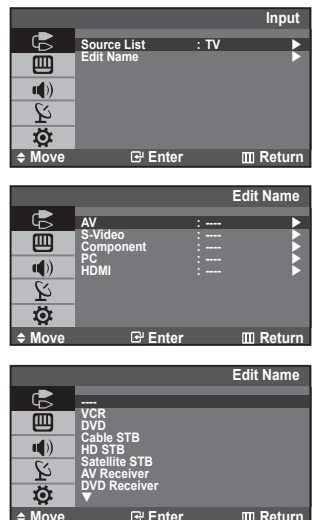 Input
Source List : TV ▶
Edit Name ▶
Move Enter Return
Edit Name
AV : ---- ▶
S-Video : ---- ▶
Component : ---- ▶
PC : ---- ▶
HDMI : ---- ▶
Move Enter Return
Edit Name
----
VCR
DVD
Cable STB
HD STB
Satellite STB
AV Receiver
DVD Receiver
▼
Move Enter Return